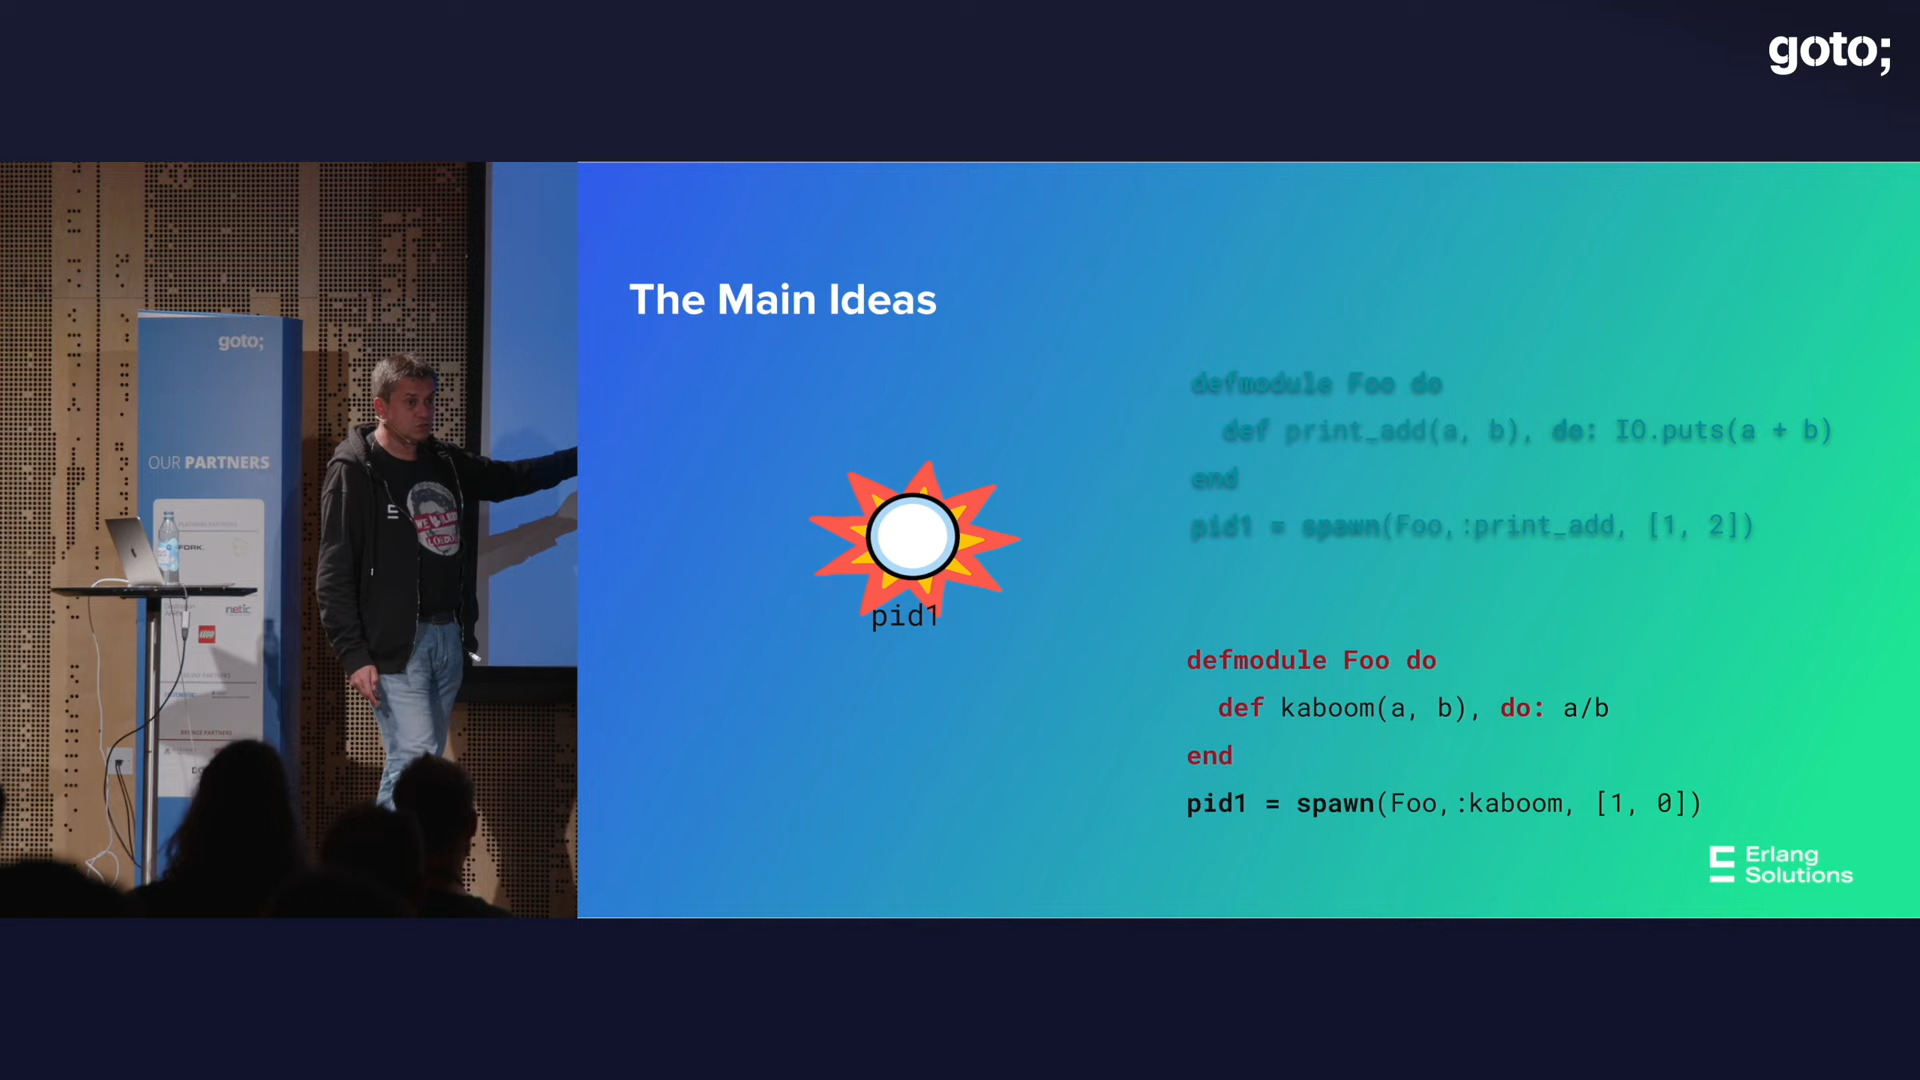 goto;
goto;
OUR PARTNERS
FORK.
netic
LEGO
The Main Ideas
pid1
defmodule Foo do
def print_add(a, b), do: IO.puts(a + b)
end
pid1 = spawn(Foo,:print_add, [1, 2])
defmodule Foo do
def kaboom(a, b), do: a/b
end
pid1 = spawn(Foo,:kaboom, [1, 0])
Erlang
Solutions